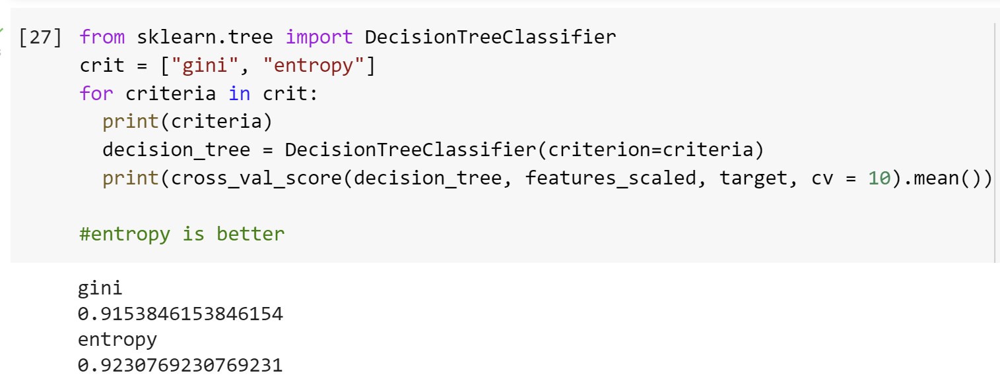 [27] from sklearn.tree import DecisionTreeClassifier
crit = ["gini", "entropy"]
for criteria in crit:
  print(criteria)
  decision_tree = DecisionTreeClassifier(criterion=criteria)
  print(cross_val_score(decision_tree, features_scaled, target, cv = 10).mean())
#entropy is better
gini
0.9153846153846154
entropy
0.9230769230769231